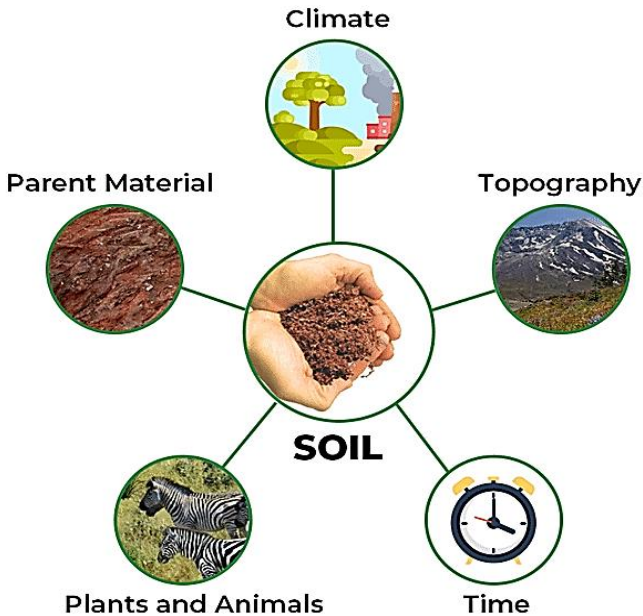 Climate
Parent Material
Topography
SOIL
Plants and Animals
Time